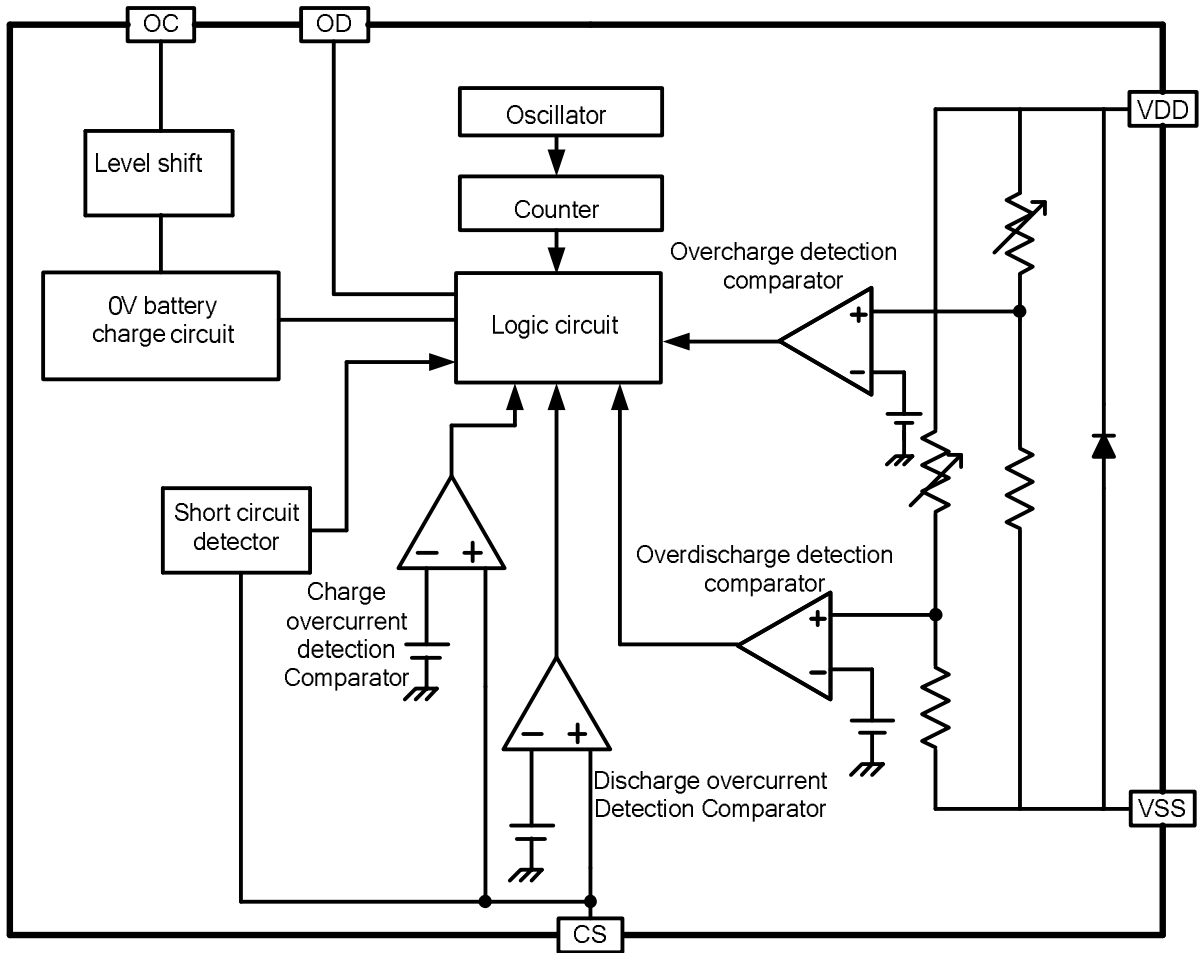 OC
OD
Oscillator
VDD
Level shift
Counter
Overcharge detection
comparator
0V battery
charge circuit
Logic circuit
+
-
Short circuit
detector
- +
Overdischarge detection
comparator
Charge
overcurrent
detection
Comparator
+
-
- +
Discharge overcurrent
Detection Comparator
VSS
CS